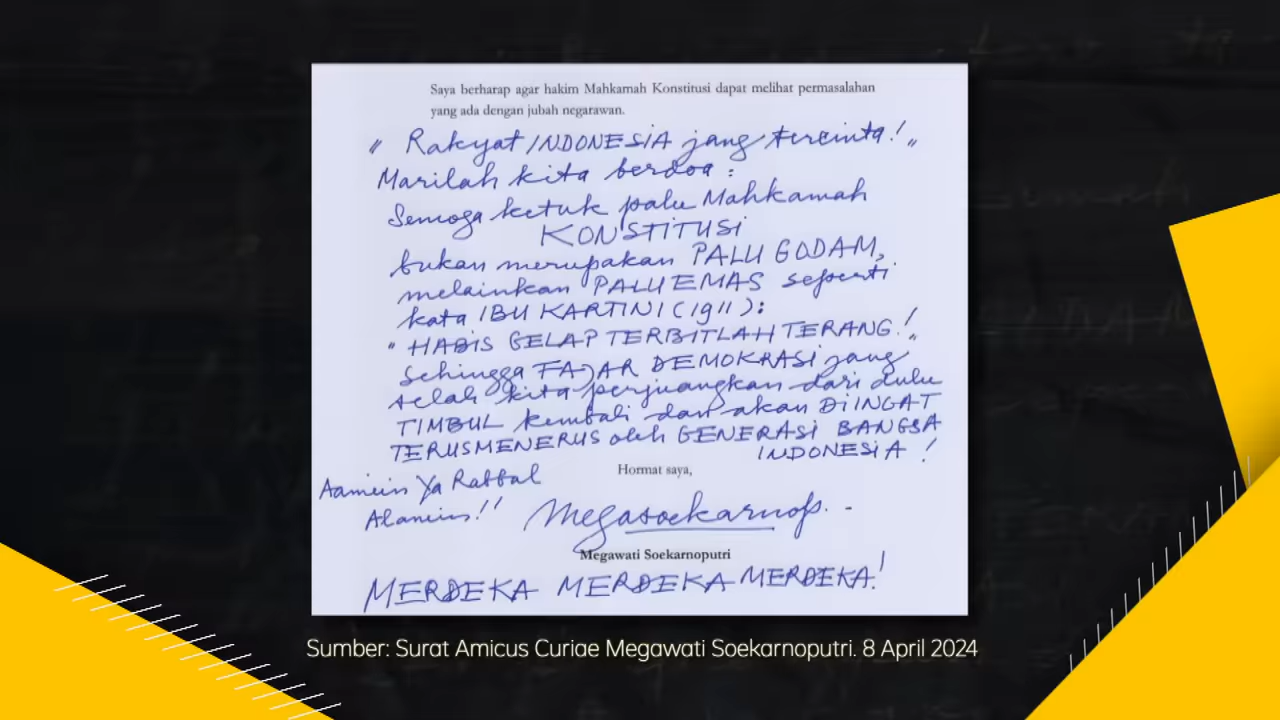 Saya berharap agar hakim Mahkamah Konstitusi dapat melihat permasalahan
yang ada dengan jubah negarawan.
" Rakyat INDONESIA jang tercinta! "
Marilah kita berdoa :
Semoga ketuk palu Mahkamah
KONSTITUSI
bukan merupakan PALU GODAM,
melainkan PALU EMAS seperti
kata IBU KARTINI (1911):
" HABIS GELAP TERBITLAH TERANG.! "
Sehingga FAJAR DEMOKRASI jang
telah kita perjuangkan dari dulu
TIMBUL kembali dan akan DIINGAT
TERUSMENERUS oleh GENERASI BANGSA
INDONESIA !
Hormat saya,
Aamiin Ya Rabbal
Alamin!!
Megasoekarnop. -
Megawati Soekarnoputri
MERDEKA MERDEKA MERDEKA!
Sumber: Surat Amicus Curiae Megawati Soekarnoputri. 8 April 2024